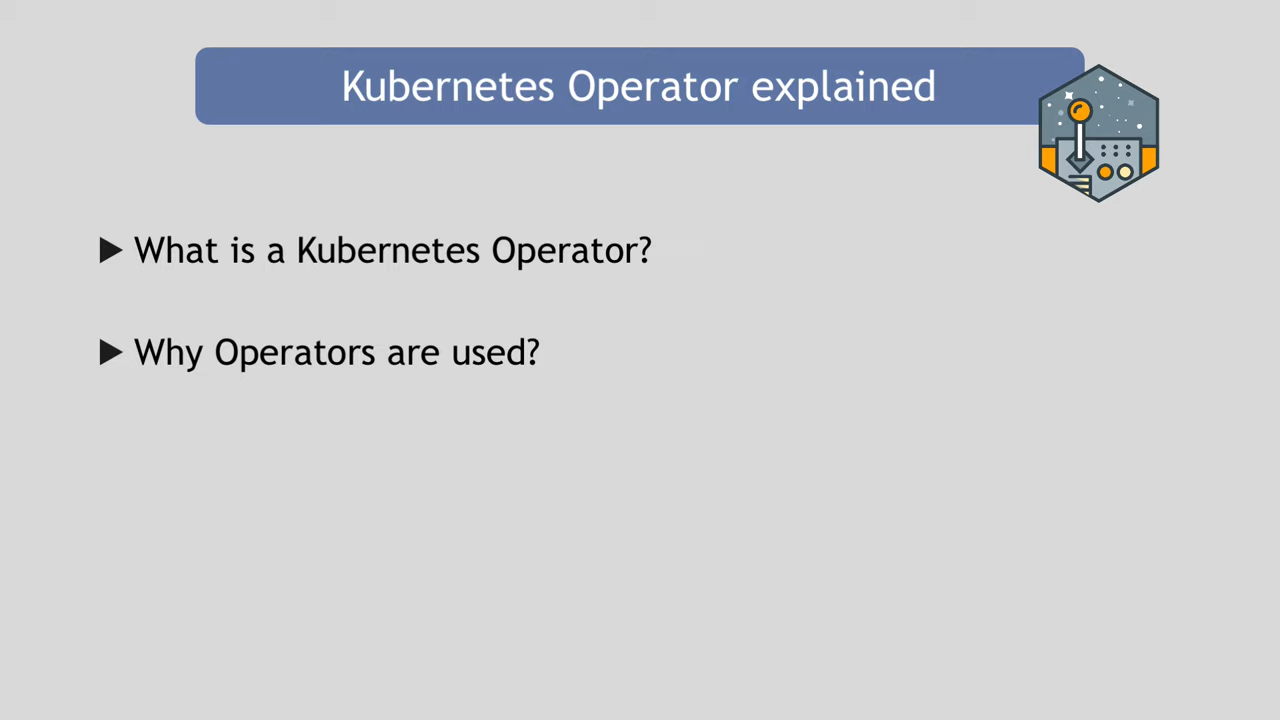 Kubernetes Operator explained
What is a Kubernetes Operator?
Why Operators are used?